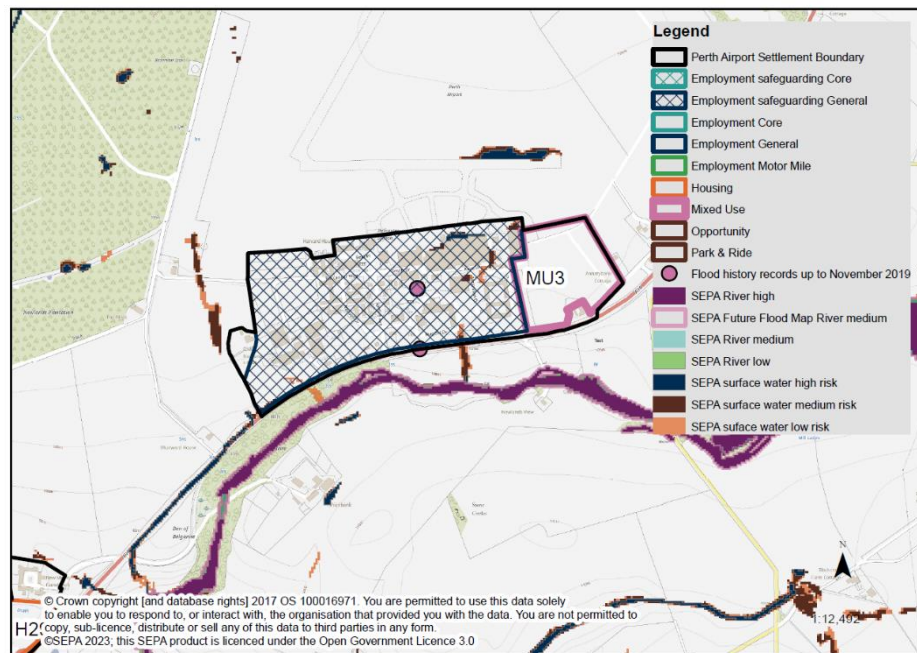 Legend
Perth Airport Settlement Boundary
Employment safeguarding Core
Employment safeguarding General
Employment Core
Employment General
Employment Motor Mile
Housing
Mixed Use
Opportunity
Park & Ride
Flood history records up to November 2019
SEPA River high
SEPA Future Flood Map River medium
SEPA River medium
SEPA River low
SEPA surface water high risk
SEPA surface water medium risk
SEPA suface water low risk
Perth
Airport
MU3
N
1:12,492
© Crown copyright [and database rights] 2017 OS 100016971. You are permitted to use this data solely
to enable you to respond to, or interact with, the organisation that provided you with the data. You are not permitted to
copy, sub-licence, distribute or sell any of this data to third parties in any form.
©SEPA 2023; this SEPA product is licenced under the Open Government Licence 3.0